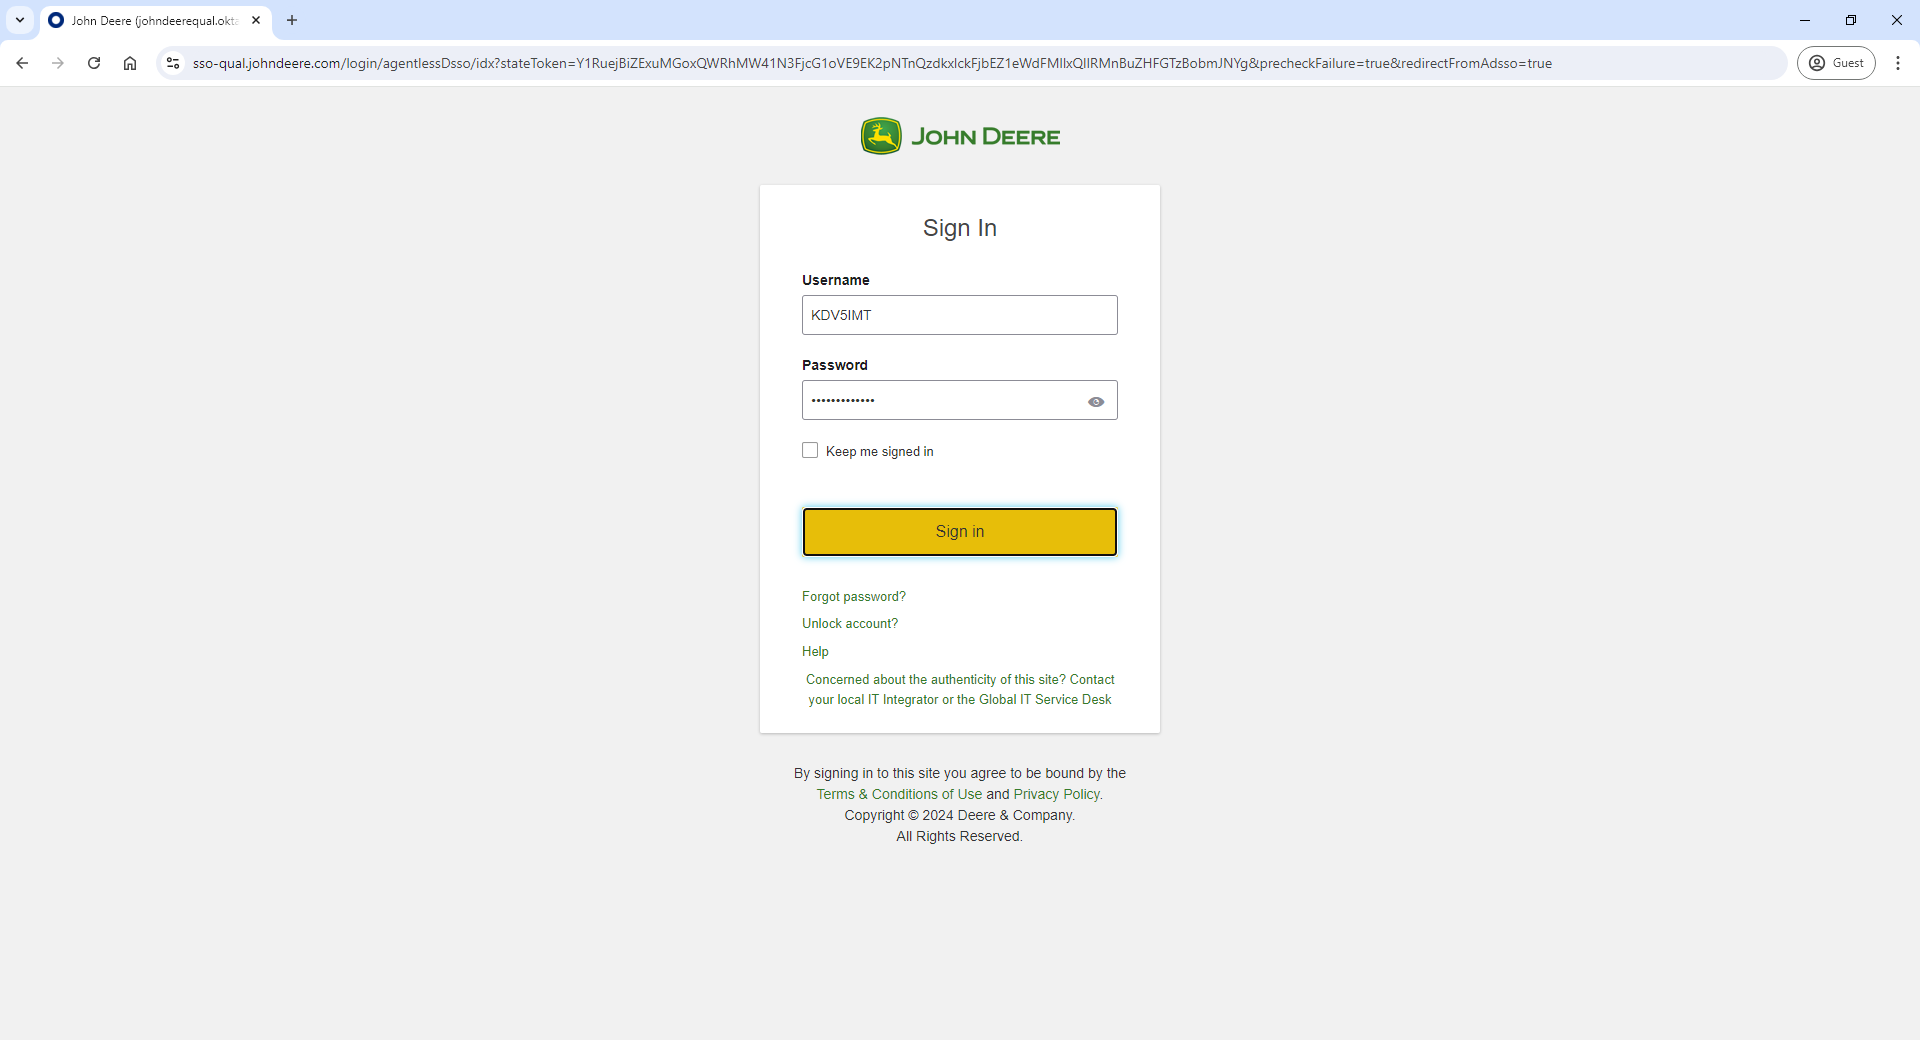 John Deere (johndeerequal.okta
sso-qual.johndeere.com/login/agentlessDsso/idx?stateToken=Y1RuejBiZExuMGoxQWRhMW41N3FjcG1oVE9EK2pNTnQzdkxIckFjbEZ1eWdFMllxQllRMnBuZHFGTzBobmJNYg&precheckFailure=true&redirectFromAdsso=true
Guest
JOHN DEERE
Sign In
Username
KDV5IMT
Password
•••••••••••••
Keep me signed in
Sign in
Forgot password?
Unlock account?
Help
Concerned about the authenticity of this site? Contact
your local IT Integrator or the Global IT Service Desk
By signing in to this site you agree to be bound by the
Terms & Conditions of Use and Privacy Policy.
Copyright © 2024 Deere & Company.
All Rights Reserved.